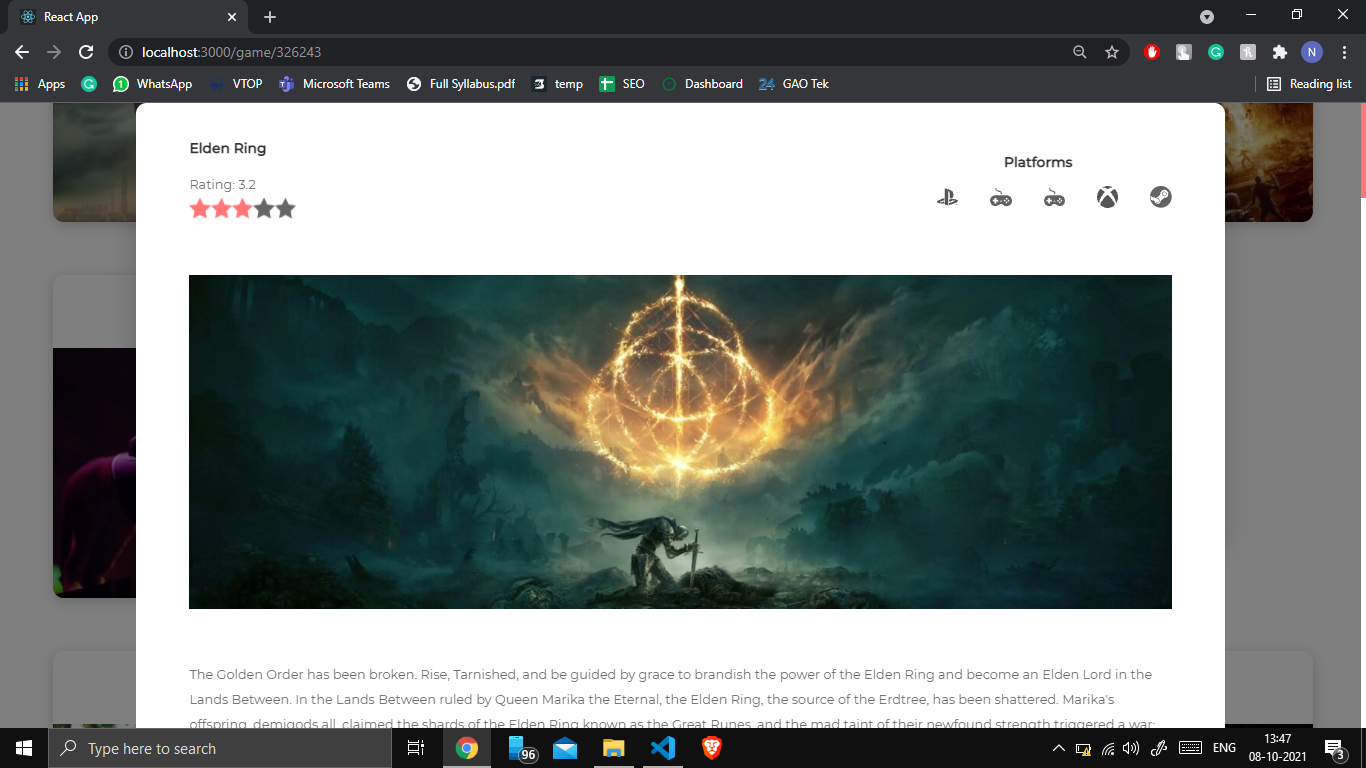 React App
localhost:3000/game/326243
N
Apps
WhatsApp
VTOP
Microsoft Teams
Full Syllabus.pdf
temp
SEO
Dashboard
24 GAO Tek
Reading list
Elden Ring
Rating: 3.2
Platforms
The Golden Order has been broken. Rise, Tarnished, and be guided by grace to brandish the power of the Elden Ring and become an Elden Lord in the
Lands Between. In the Lands Between ruled by Queen Marika the Eternal, the Elden Ring, the source of the Erdtree, has been shattered. Marika's
offspring, demigods all, claimed the shards of the Elden Ring known as the Great Runes, and the mad taint of their newfound strength triggered a war:
Type here to search
96
ENG
13:47
08-10-2021
3